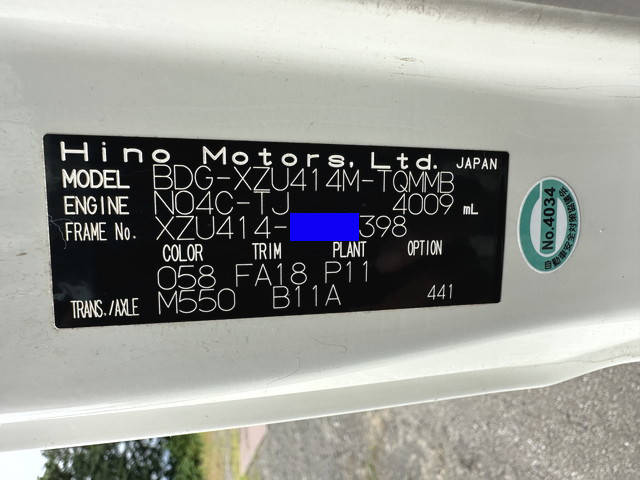 Hino Motors, Ltd. JAPAN
MODEL BDG-XZU414M-TQMMB
ENGINE N04C-TJ 4009 mL
FRAME No. XZU414- 398
COLOR TRIM PLANT OPTION
058 FA18 P11
TRANS./AXLE M550 B11A 441
No.4034